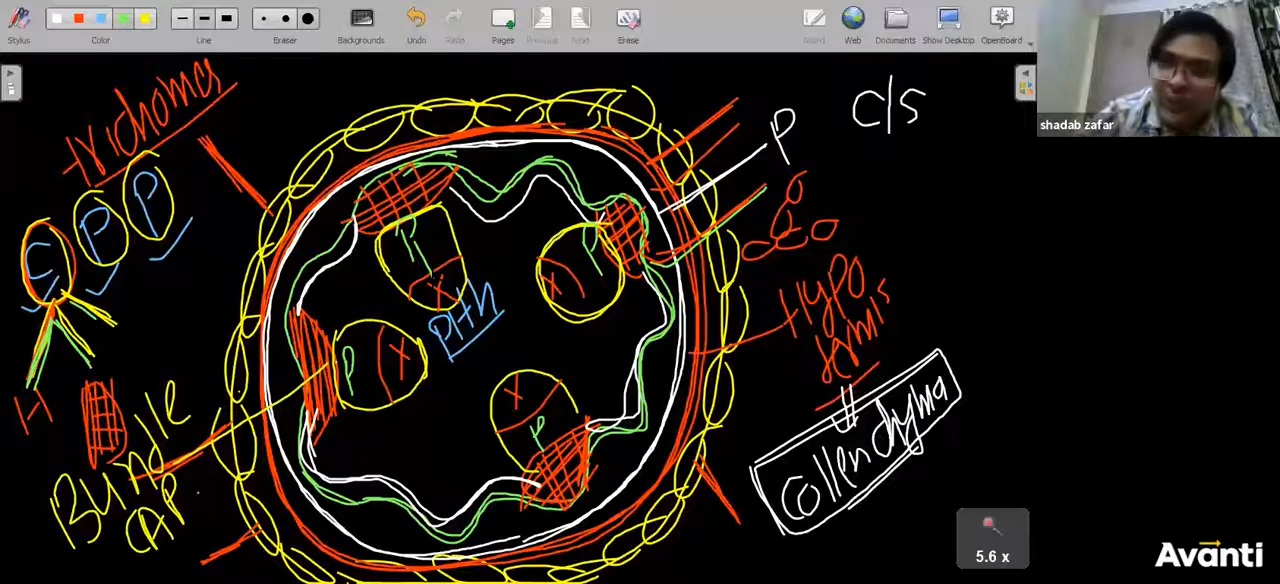 Stylus
Color
Line
Eraser
Backgrounds
Undo
Redo
Pages
Previous
Next
Erase
Board
Web
Documents
Show Desktop
OpenBoard
shadab zafar
trichomes
C/S
P
C P P
H
P
X
P
X
Pith
P
X
X
P
Hypo
dermis
Collenchyma
Bundle
CAP
5.6 x
Avanti